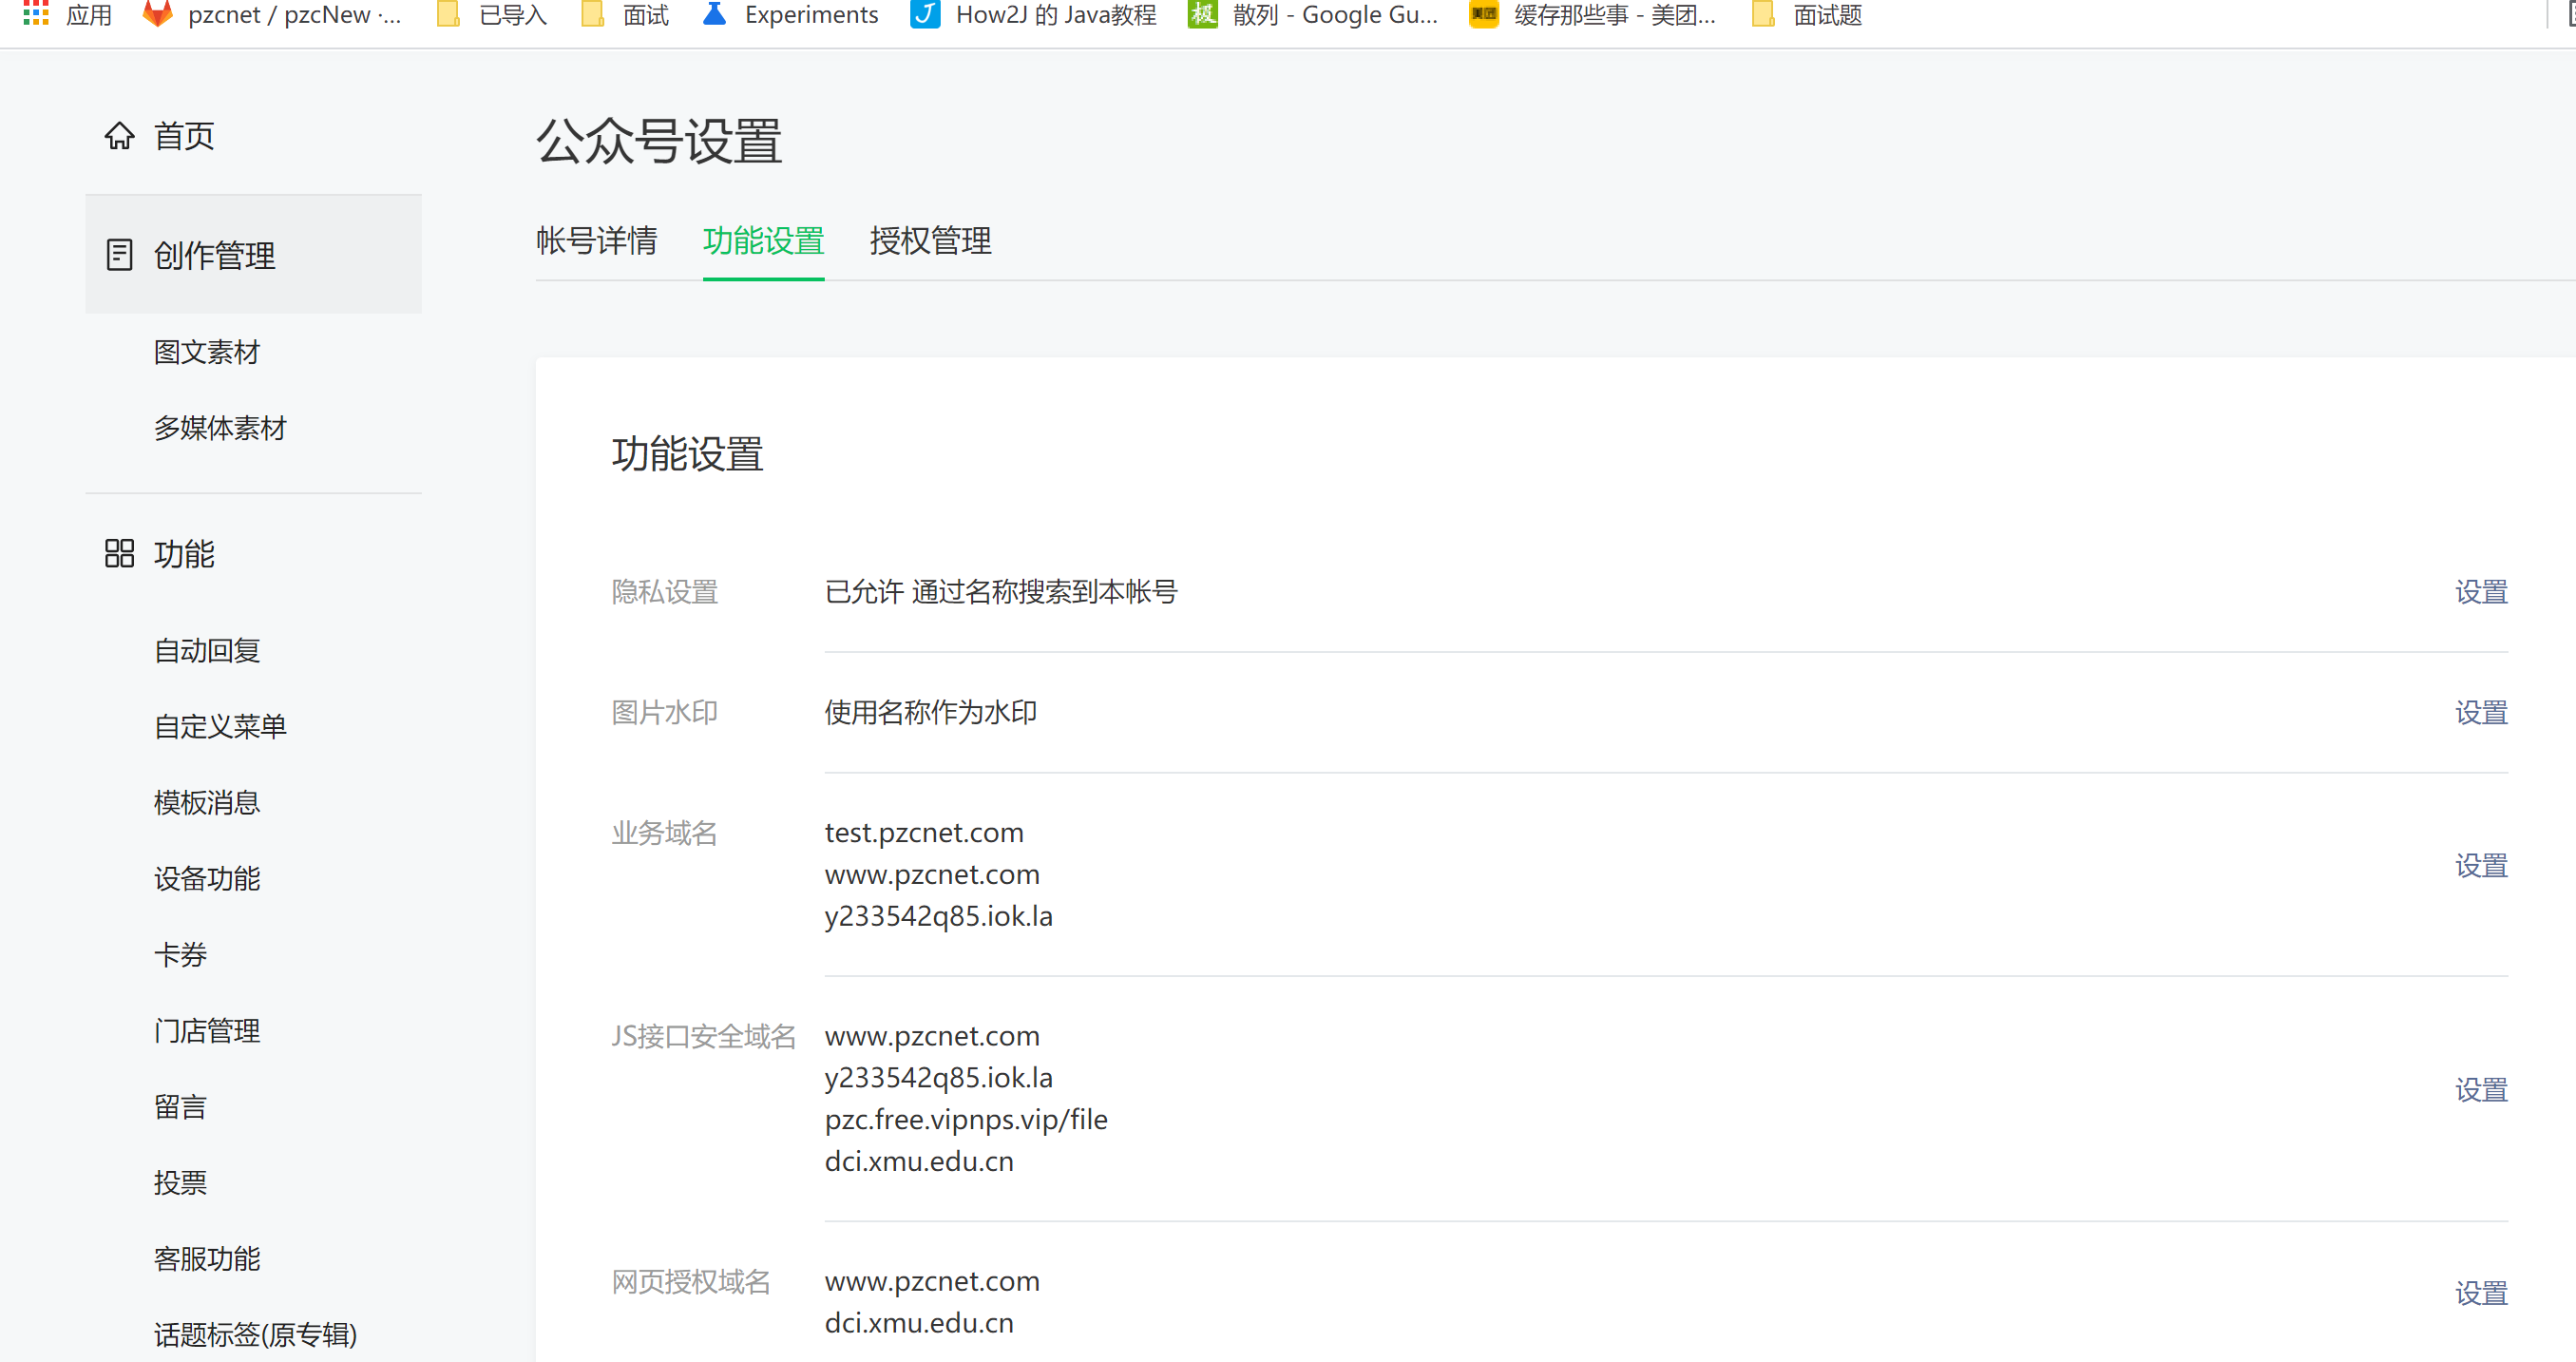 应用 pzcnet / pzcNew ·... 已导入 面试 Experiments How2J 的 Java教程 极 散列 - Google Gu... 美团 缓存那些事 - 美团... 面试题
首页
创作管理
图文素材
多媒体素材
功能
自动回复
自定义菜单
模板消息
设备功能
卡券
门店管理
留言
投票
客服功能
话题标签(原专辑)
公众号设置
帐号详情 功能设置 授权管理
功能设置
隐私设置 已允许 通过名称搜索到本帐号 设置
图片水印 使用名称作为水印 设置
业务域名 test.pzcnet.com
www.pzcnet.com
y233542q85.iok.la
设置
JS接口安全域名 www.pzcnet.com
y233542q85.iok.la
pzc.free.vipnps.vip/file
dci.xmu.edu.cn
设置
网页授权域名 www.pzcnet.com
dci.xmu.edu.cn
设置